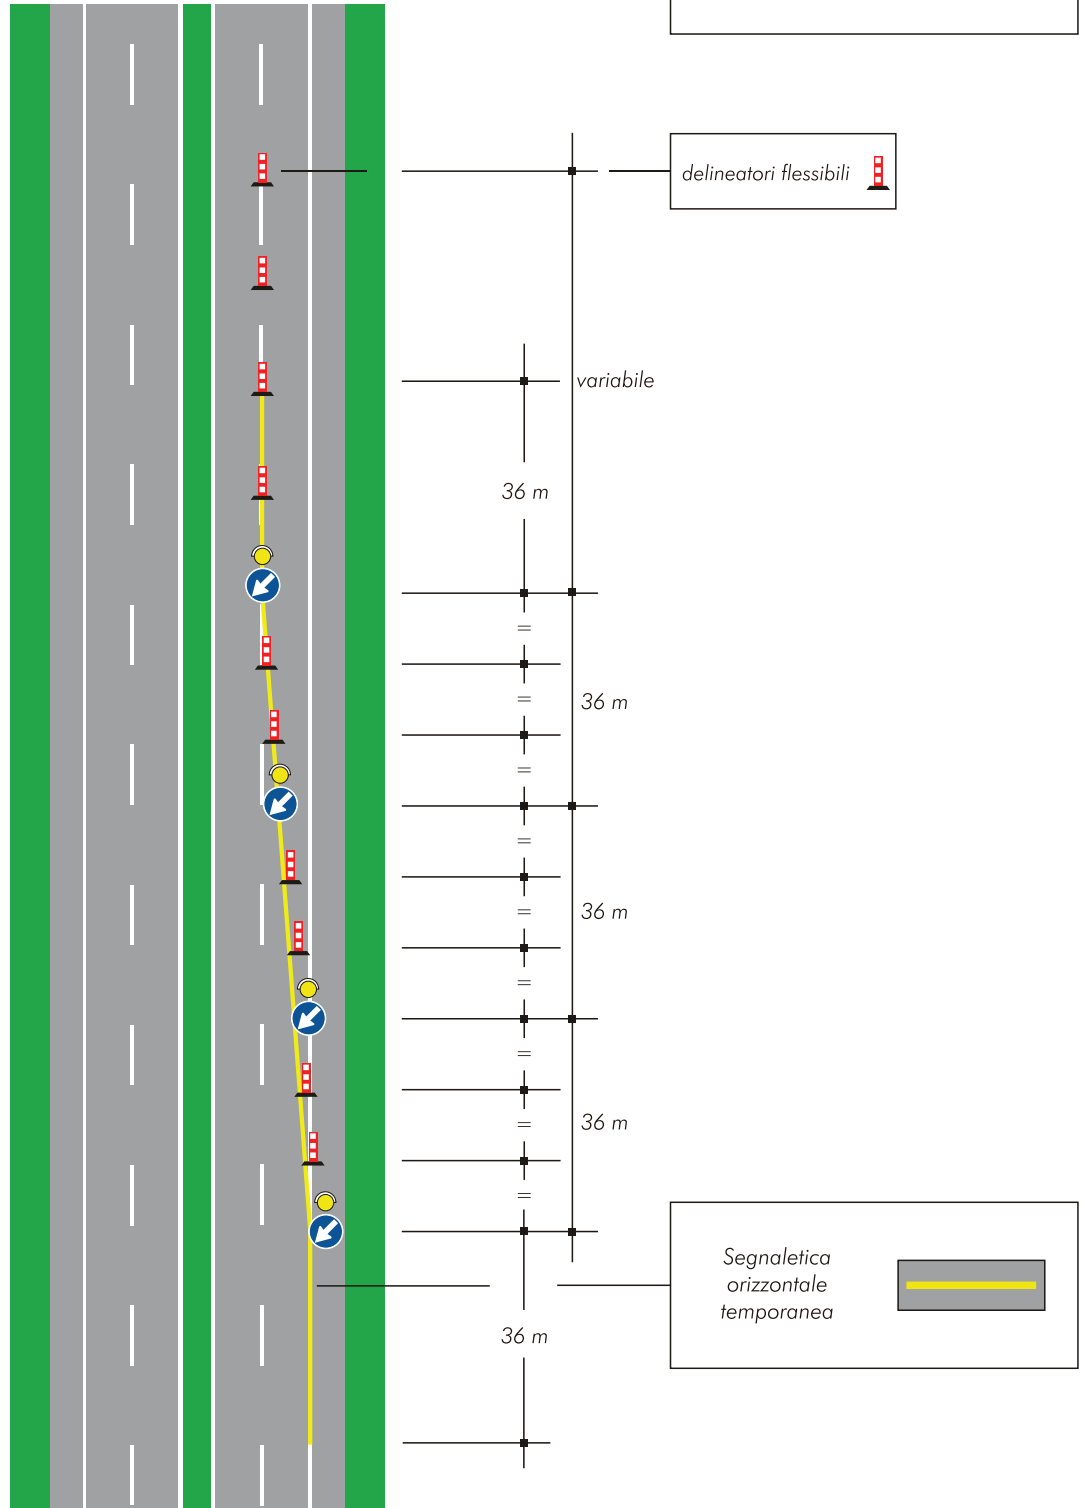 delineatori flessibili
variabile
36 m
=
=
36 m
=
=
=
36 m
=
=
=
36 m
=
Segnaletica
orizzontale
temporanea
36 m